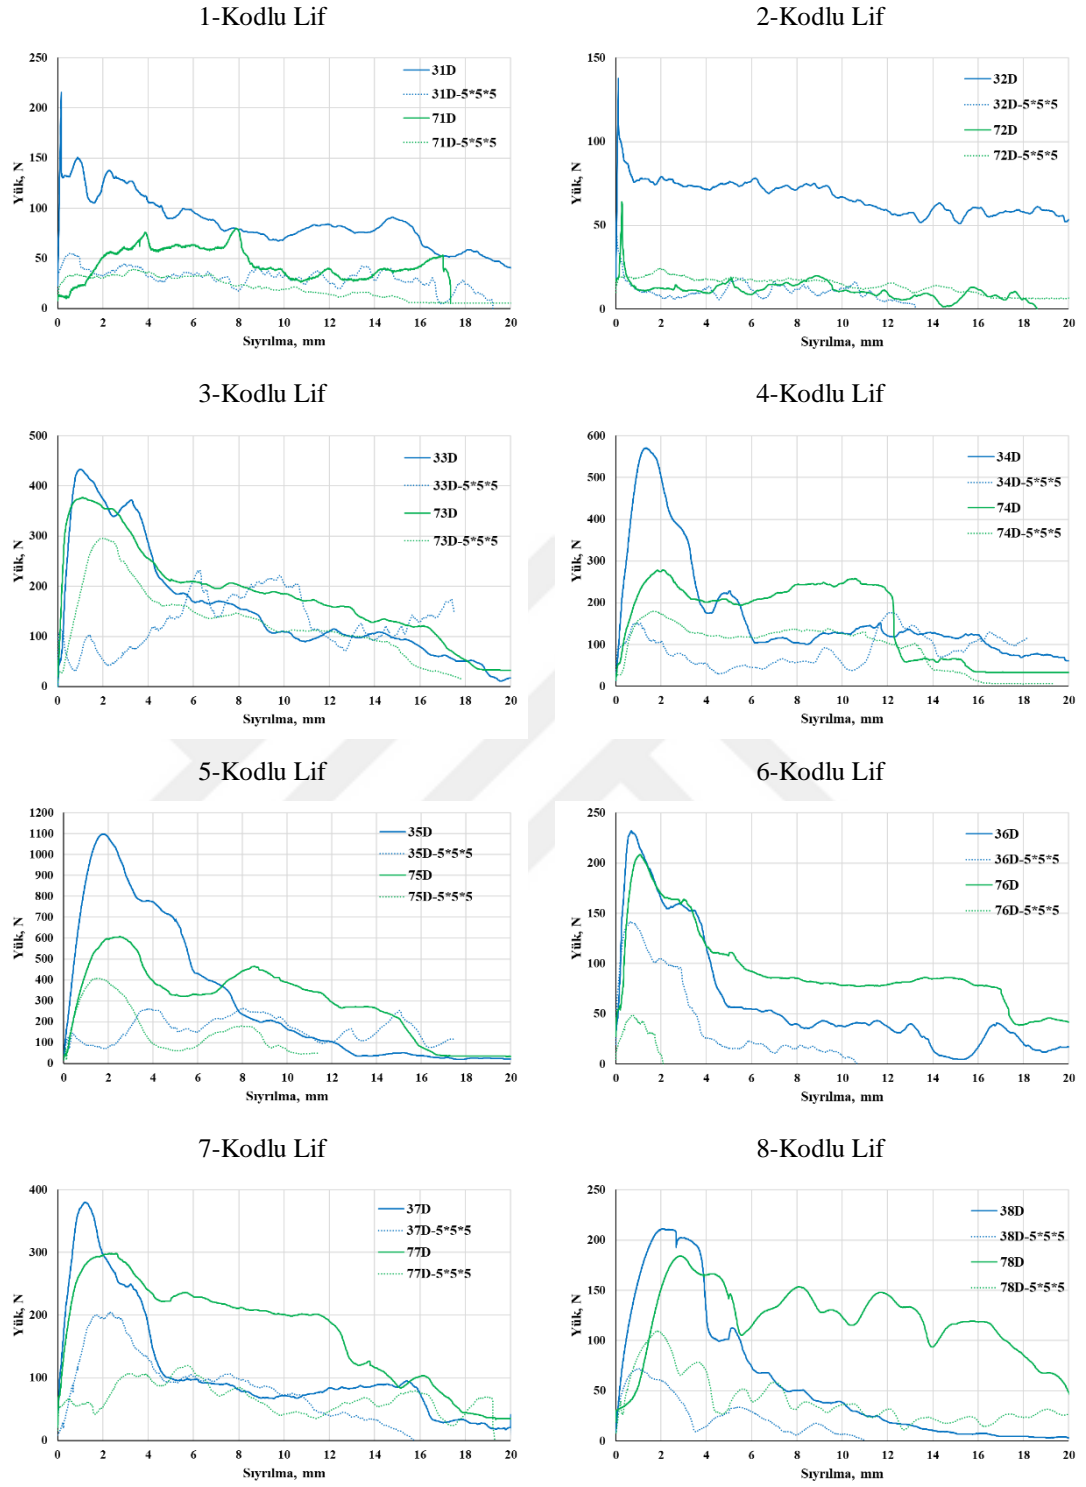 1-Kodlu Lif
250
200
150
100
50
0
Yük, N
31D
31D-5*5*5
71D
71D-5*5*5
0 2 4 6 8 10 12 14 16 18 20
Sıyrılma, mm
2-Kodlu Lif
150
100
50
0
Yük, N
32D
32D-5*5*5
72D
72D-5*5*5
0 2 4 6 8 10 12 14 16 18 20
Sıyrılma, mm
3-Kodlu Lif
500
400
300
200
100
0
Yük, N
33D
33D-5*5*5
73D
73D-5*5*5
0 2 4 6 8 10 12 14 16 18 20
Sıyrılma, mm
4-Kodlu Lif
600
500
400
300
200
100
0
Yük, N
34D
34D-5*5*5
74D
74D-5*5*5
0 2 4 6 8 10 12 14 16 18 20
Sıyrılma, mm
5-Kodlu Lif
1200
1100
1000
900
800
700
600
500
400
300
200
100
0
Yük, N
35D
35D-5*5*5
75D
75D-5*5*5
0 2 4 6 8 10 12 14 16 18 20
Sıyrılma, mm
6-Kodlu Lif
250
200
150
100
50
0
Yük, N
36D
36D-5*5*5
76D
76D-5*5*5
0 2 4 6 8 10 12 14 16 18 20
Sıyrılma, mm
7-Kodlu Lif
400
300
200
100
0
Yük, N
37D
37D-5*5*5
77D
77D-5*5*5
0 2 4 6 8 10 12 14 16 18 20
Sıyrılma, mm
8-Kodlu Lif
250
200
150
100
50
0
Yük, N
38D
38D-5*5*5
78D
78D-5*5*5
0 2 4 6 8 10 12 14 16 18 20
Sıyrılma, mm